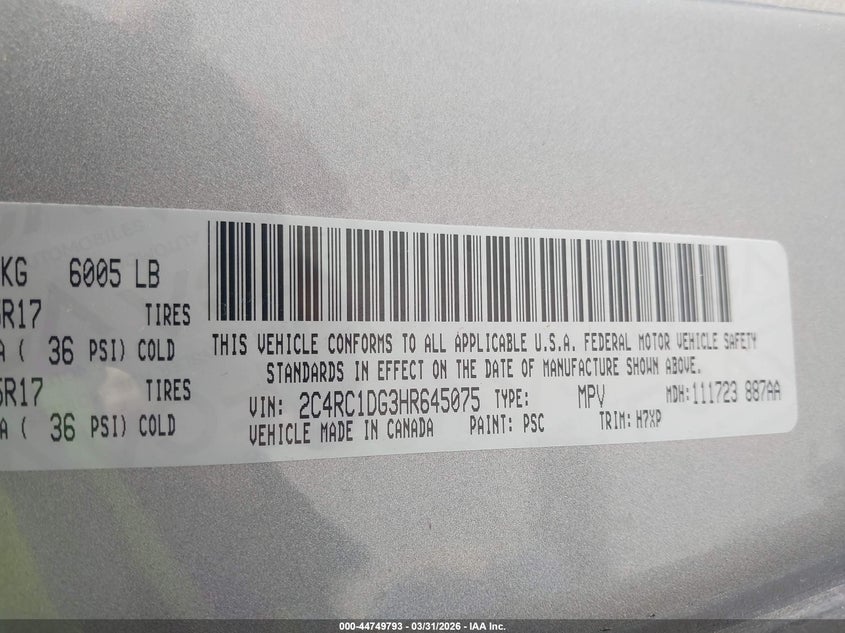 KG 6005 LB
R17 TIRES
( 36 PSI) COLD
R17 TIRES
( 36 PSI) COLD
THIS VEHICLE CONFORMS TO ALL APPLICABLE U.S.A. FEDERAL MOTOR VEHICLE SAFETY
STANDARDS IN EFFECT ON THE DATE OF MANUFACTURE SHOWN ABOVE.
VIN: 2C4RC1DG3HR645075 TYPE: MPV MDH:111723 887AA
VEHICLE MADE IN CANADA PAINT: PSC TRIM: H7XP
000-44749793 - 03/31/2026 - IAA Inc.